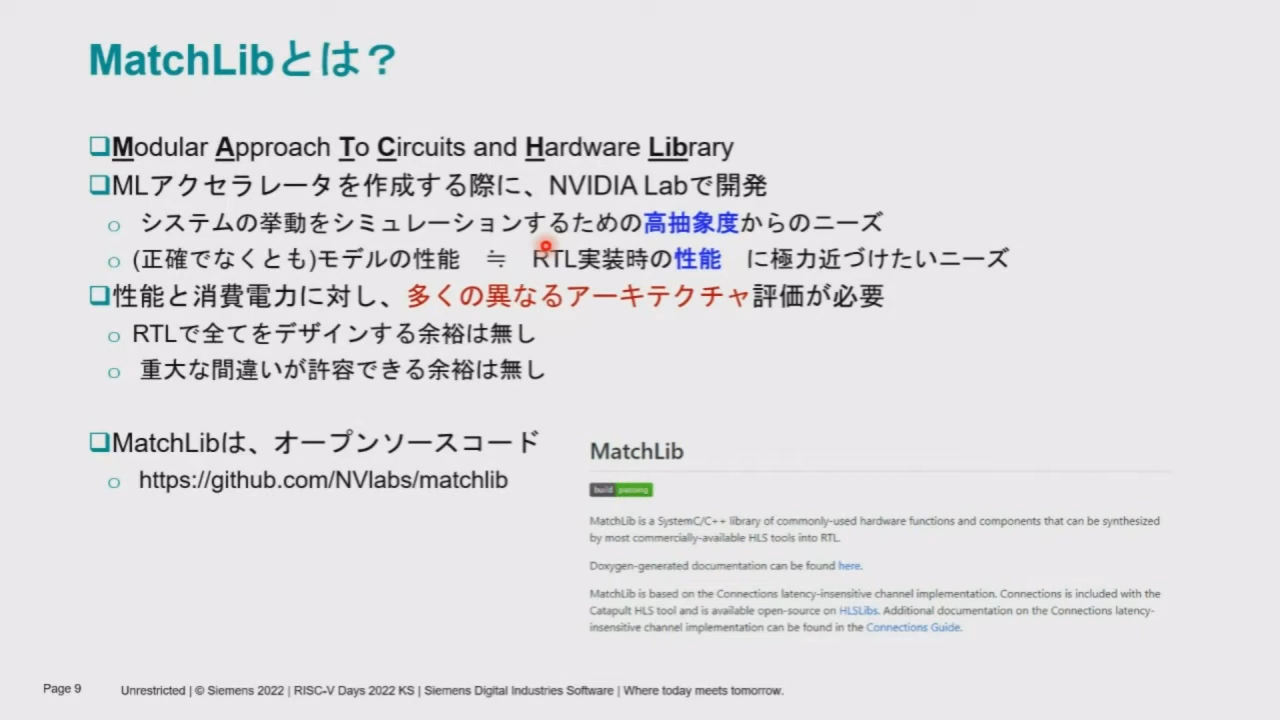 MatchLibとは？
❑Modular Approach To Circuits and Hardware Library
❑MLアクセラレータを作成する際に、NVIDIA Labで開発
o システムの挙動をシミュレーションするための高抽象度からのニーズ
o (正確でなくとも)モデルの性能 ≒ RTL実装時の性能 に極力近づけたいニーズ
❑性能と消費電力に対し、多くの異なるアーキテクチャ評価が必要
o RTLで全てをデザインする余裕は無し
o 重大な間違いが許容できる余裕は無し
❑MatchLibは、オープンソースコード
o https://github.com/NVlabs/matchlib
MatchLib
build passing
MatchLib is a SystemC/C++ library of commonly-used hardware functions and components that can be synthesized
by most commercially-available HLS tools into RTL.
Doxygen-generated documentation can be found here.
MatchLib is based on the Connections latency-insensitive channel implementation. Connections is included with the
Catapult HLS tool and is available open-source on HLSLibs. Additional documentation on the Connections latency-
insensitive channel implementation can be found in the Connections Guide.
Page 9 Unrestricted | © Siemens 2022 | RISC-V Days 2022 KS | Siemens Digital Industries Software | Where today meets tomorrow.